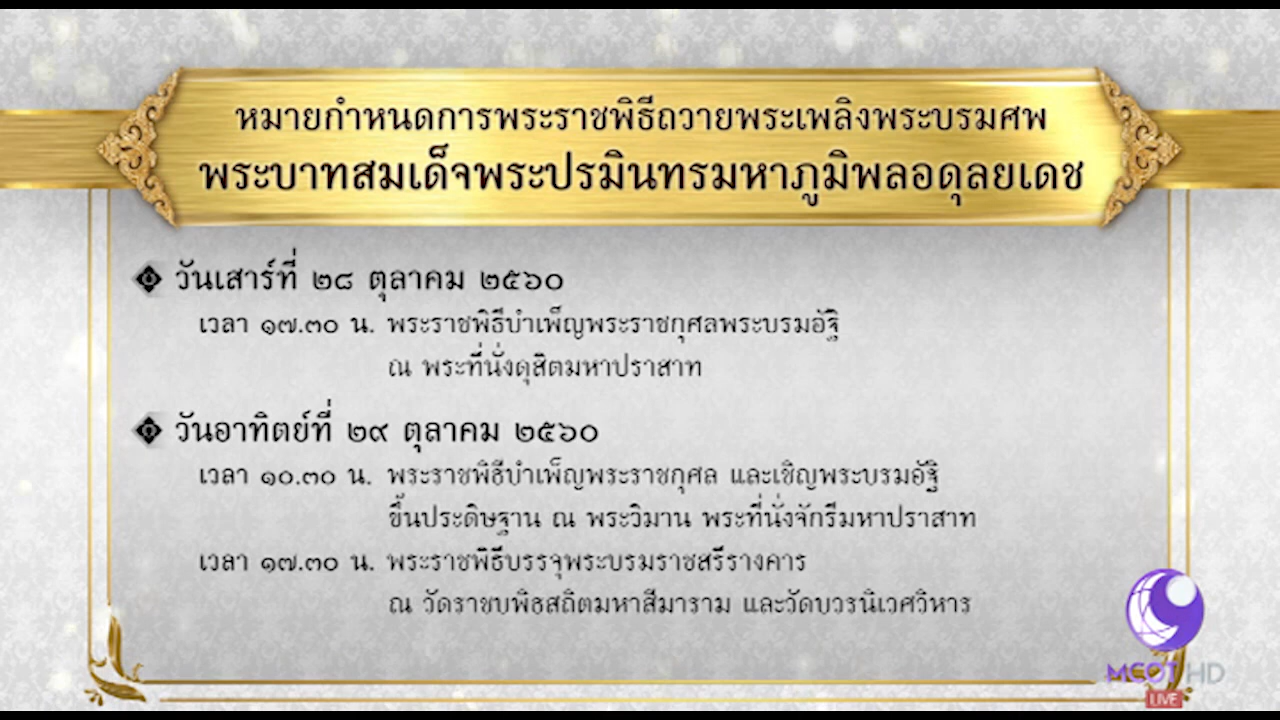 หมายกำหนดการพระราชพิธีถวายพระเพลิงพระบรมศพ
พระบาทสมเด็จพระปรมินทรมหาภูมิพลอดุลยเดช
วันเสาร์ที่ ๒๘ ตุลาคม ๒๕๖๐
เวลา ๑๗.๓๐ น. พระราชพิธีบำเพ็ญพระราชกุศลพระบรมอัฐิ
ณ พระที่นั่งดุสิตมหาปราสาท
วันอาทิตย์ที่ ๒๙ ตุลาคม ๒๕๖๐
เวลา ๑๐.๓๐ น. พระราชพิธีบำเพ็ญพระราชกุศล และเชิญพระบรมอัฐิ
ขึ้นประดิษฐาน ณ พระวิมาน พระที่นั่งจักรีมหาปราสาท
เวลา ๑๗.๓๐ น. พระราชพิธีบรรจุพระบรมราชสรีรางคาร
ณ วัดราชบพิธสถิตมหาสีมาราม และวัดบวรนิเวศวิหาร
MCOT HD
LIVE